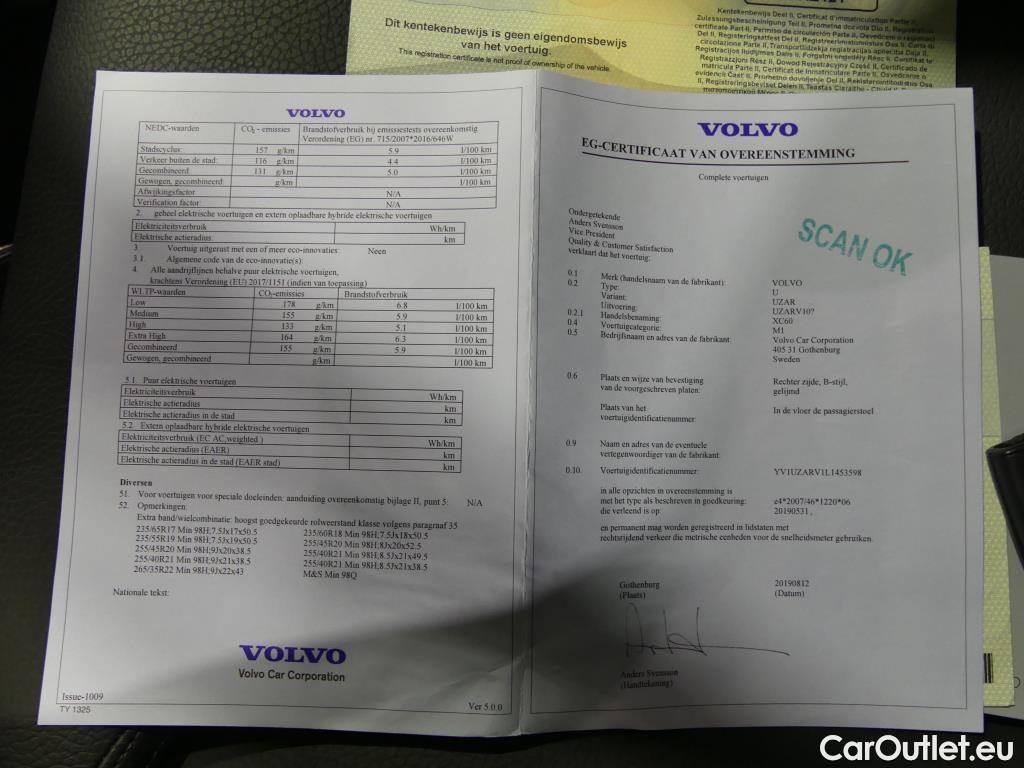 Dit kentekenbewijs is geen eigendomsbewijs
van het voertuig.
This registration certificate is not proof of ownership of the vehicle.
Kentekenbewijs Deel II, Certificat d'immatriculation Partie II,
VOLVO
NEDC-waarden CO2 - emissies Brandstofverbruik bij emissietests overeenkomstig
Verordening (EG) nr. 715/2007*2016/646W
Stadscyclus: 157 g/km 5.9 l/100 km
Verkeer buiten de stad: 116 g/km 4.4 l/100 km
Gecombineerd: 131 g/km 5.0 l/100 km
Gewogen, gecombineerd: g/km l/100 km
Afwijkingsfactor N/A
Verification factor: N/A
2. geheel elektrische voertuigen en extern oplaadbare hybride elektrische voertuigen
Elektriciteitsverbruik Wh/km
Elektrische actieradius: km
3. Voertuig uitgerust met een of meer eco-innovaties: Neen
3.1. Algemene code van de eco-innovatie(s):
4. Alle aandrijflijnen behalve puur elektrische voertuigen,
krachtens Verordening (EU) 2017/1151 (indien van toepassing)
WLTP-waarden CO2-emissies Brandstofverbruik
Low 178 g/km 6.8 l/100 km
Medium 155 g/km 5.9 l/100 km
High 133 g/km 5.1 l/100 km
Extra High 164 g/km 6.3 l/100 km
Gecombineerd 155 g/km 5.9 l/100 km
Gewogen, gecombineerd g/km l/100 km
5.1. Puur elektrische voertuigen
Elektriciteitsverbruik Wh/km
Elektrische actieradius km
Elektrische actieradius in de stad km
5.2. Extern oplaadbare hybride elektrische voertuigen
Elektriciteitsverbruik (EC AC,weighted ) Wh/km
Elektrische actieradius (EAER) km
Elektrische actieradius in de stad (EAER stad) km
Diversen
51. Voor voertuigen voor speciale doeleinden: aanduiding overeenkomstig bijlage II, punt 5: N/A
52. Opmerkingen:
Extra band/wielcombinatie: hoogst goedgekeurde rolweerstand klasse volgens paragraaf 35
235/65R17 Min 98H;7.5Jx17x50.5 235/60R18 Min 98H;7.5Jx18x50.5
235/55R19 Min 98H;7.5Jx19x50.5 255/45R20 Min 98H;8Jx20x52.5
255/45R20 Min 98H;9Jx20x38.5 255/40R21 Min 98H;8.5Jx21x49.5
255/40R21 Min 98H;9Jx21x38.5 255/40R21 Min 98H;8.5Jx21x38.5
265/35R22 Min 98H;9Jx22x43 M&S Min 98Q
Nationale tekst:
VOLVO
Volvo Car Corporation
Issue-1009
TY 1325
Ver 5.0.0
VOLVO
EG-CERTIFICAAT VAN OVEREENSTEMMING
Complete voertuigen
SCAN OK
Ondergetekende
Anders Svensson
Vice President
Quality & Customer Satisfaction
verklaart dat het voertuig:
0.1 Merk (handelsnaam van de fabrikant): VOLVO
0.2 Type: U
Variant: UZAR
Uitvoering: UZARV10?
0.2.1 Handelsbenaming: XC60
0.4 Voertuigcategorie: M1
0.5 Bedrijfsnaam en adres van de fabrikant: Volvo Car Corporation
405 31 Gothenburg
Sweden
0.6 Plaats en wijze van bevestiging Rechter zijde, B-stijl,
van de voorgeschreven platen: gelijmd
Plaats van het In de vloer de passagierstoel
voertuigidentificatienummer:
0.9 Naam en adres van de eventuele
vertegenwoordiger van de fabrikant:
0.10. Voertuigidentificatienummer: YV1UZARV1L1453598
in alle opzichten in overeenstemming is
met het type als beschreven in goedkeuring: e4*2007/46*1220*06
die verleend is op: 20190531 ,
en permanent mag worden geregistreerd in lidstaten met
rechtsrijdend verkeer die metrische eenheden voor de snelheidsmeter gebruiken.
Gothenburg 20190812
(Plaats) (Datum)
Anders Svensson
(Handtekening)
CarOutlet.eu